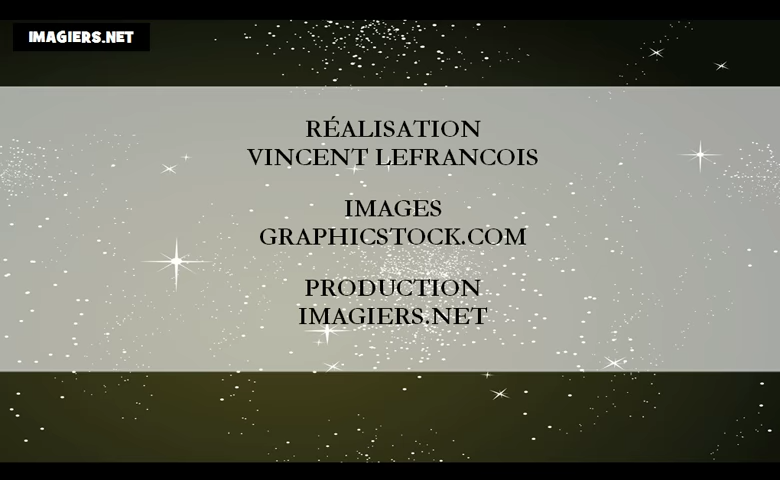 IMAGIERS.NET
RÉALISATION
VINCENT LEFRANCOIS
IMAGES
GRAPHICSTOCK.COM
PRODUCTION
IMAGIERS.NET